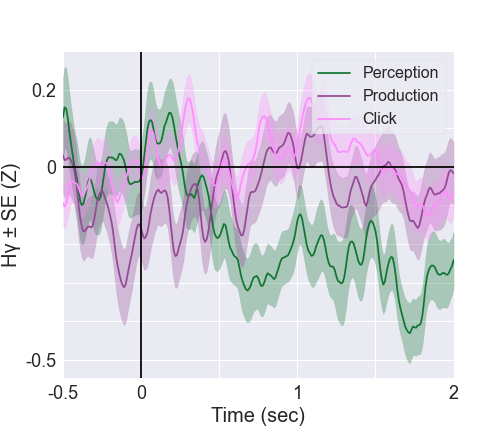 Perception
Production
Click
0.2
0
-0.5
Hγ ± SE (Z)
-0.5
0
1
2
Time (sec)